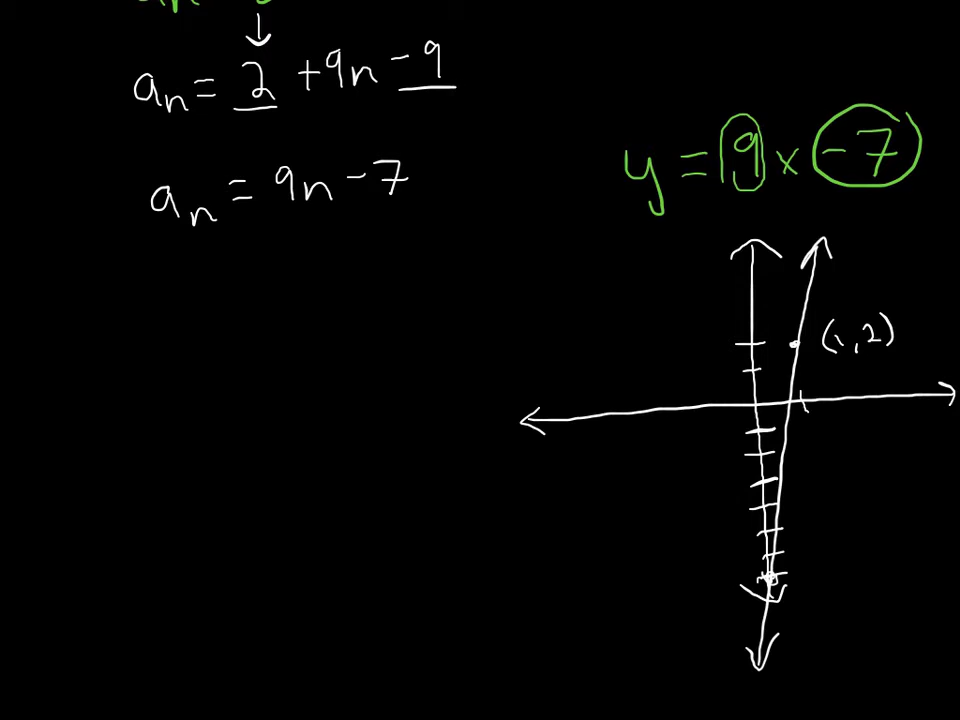 aₙ = 2 + 9n - 9
aₙ = 9n - 7
y = 9x - 7
(1, 2)